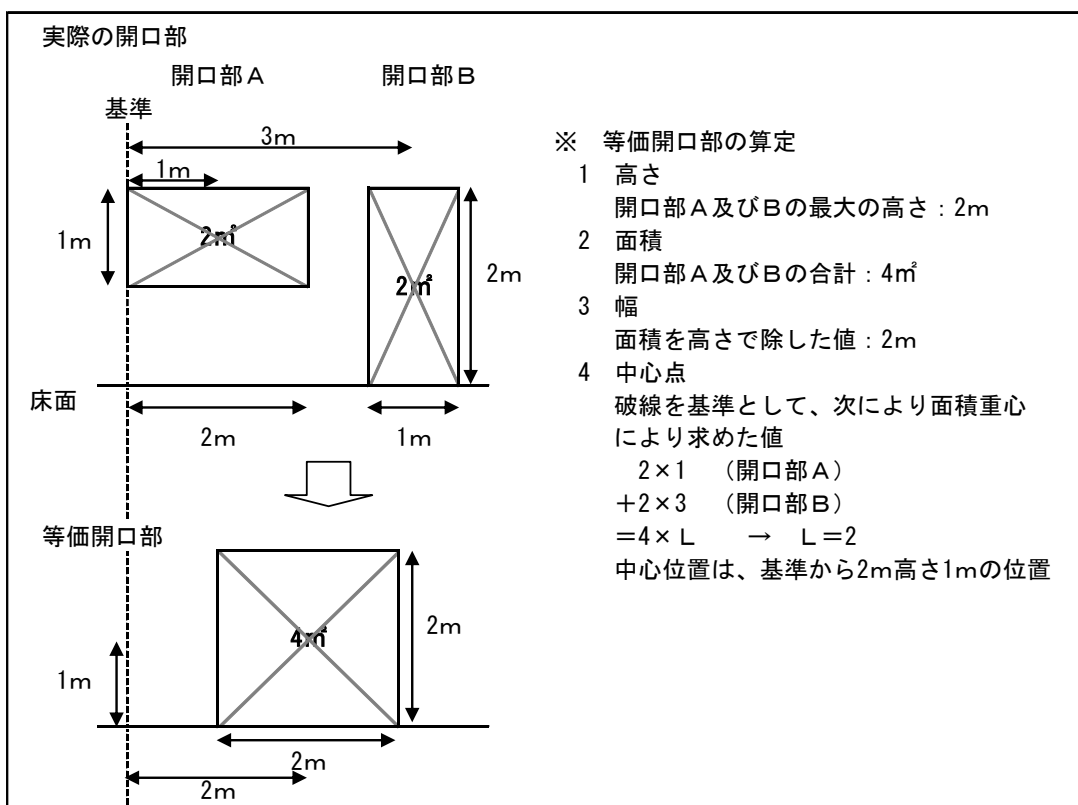 実際の開口部
開口部A 開口部B
基準
3m
1m
1m
2㎡
2㎡
2m
床面
2m
1m
等価開口部
4㎡
2m
1m
2m
2m
※ 等価開口部の算定
1 高さ
開口部A及びBの最大の高さ：2m
2 面積
開口部A及びBの合計：4㎡
3 幅
面積を高さで除した値：2m
4 中心点
破線を基準として、次により面積重心
により求めた値
2×1 （開口部A）
＋2×3 （開口部B）
＝4×L → L＝2
中心位置は、基準から2m高さ1mの位置